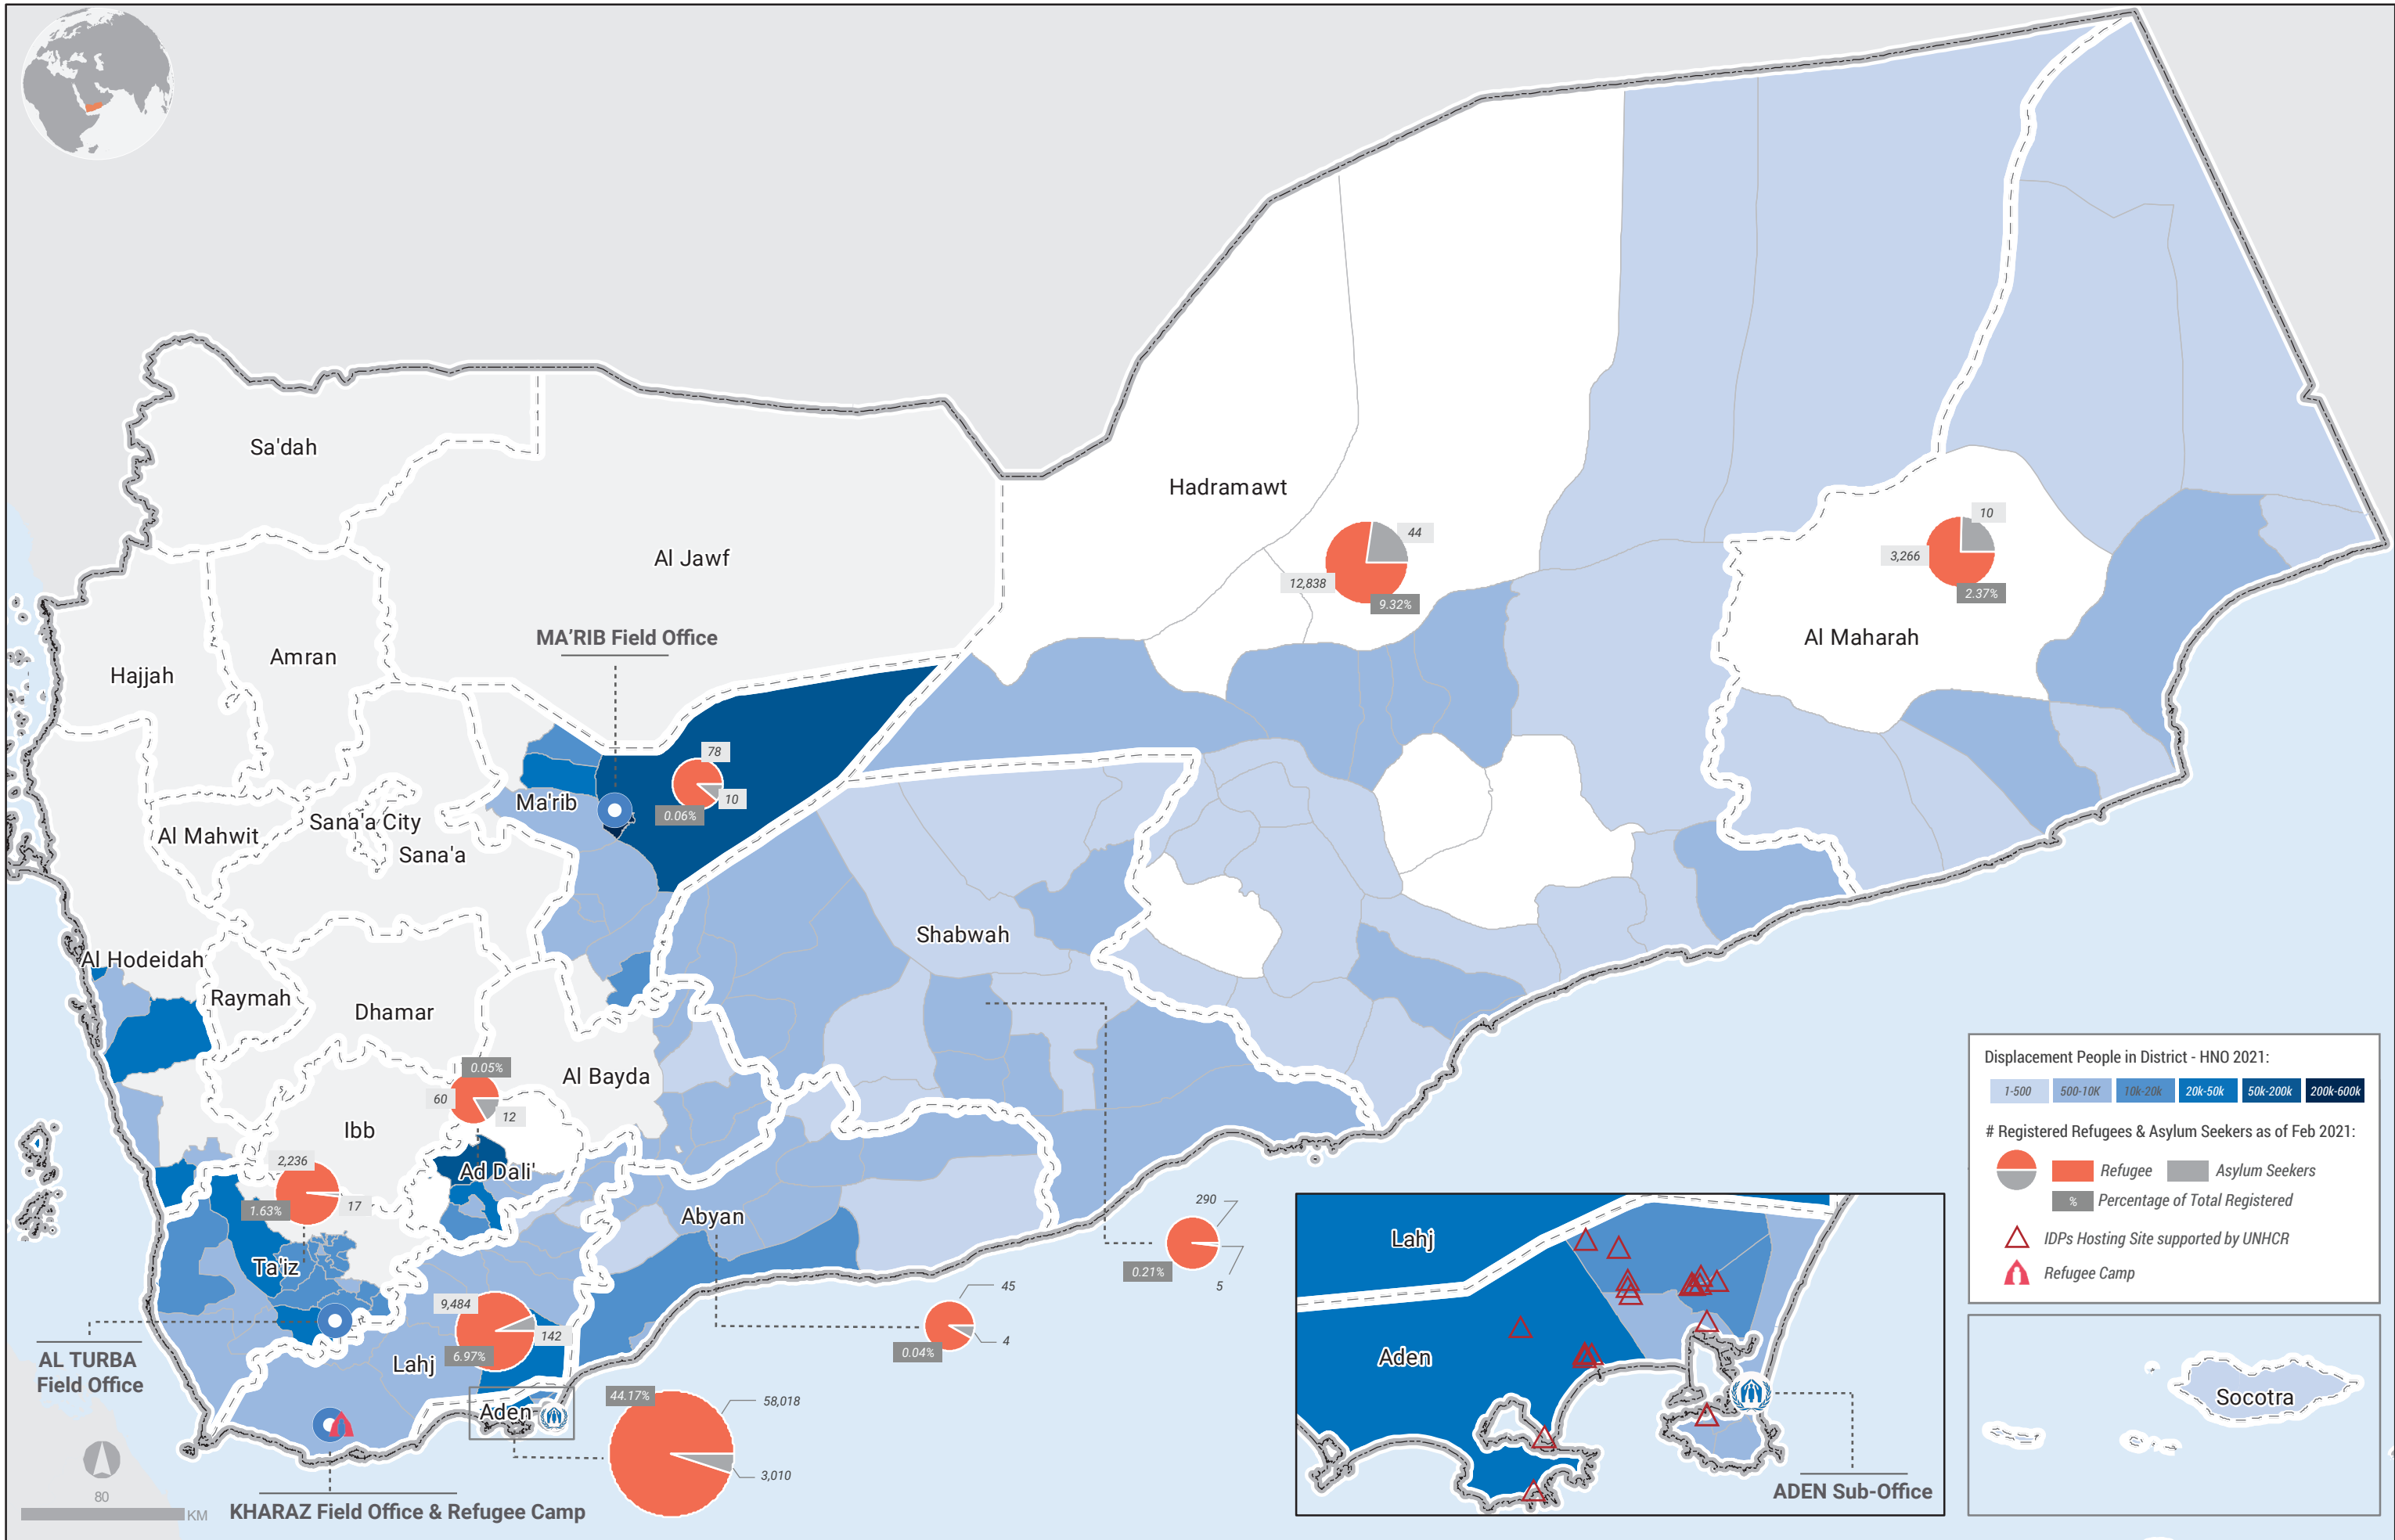 Sa'dah
Al Jawf
Hadramawt
44
12,838
9.32%
10
3,266
2.37%
Al Maharah
MA'RIB Field Office
Hajjah
Amran
78
10
0.06%
Ma'rib
Al Mahwit
Sana'a City
Sana'a
Shabwah
Al Hodeidah
Raymah
Dhamar
Al Bayda
0.05%
60
12
Ibb
Ad Dali'
2,236
17
1.63%
Abyan
Ta'iz
9,484
142
6.97%
Lahj
AL TURBA
Field Office
Aden
44.17%
58,018
3,010
45
4
0.04%
290
5
0.21%
80
KM
KHARAZ Field Office & Refugee Camp
Lahj
Aden
ADEN Sub-Office
Displacement People in District - HNO 2021:
1-500 500-10K 10k-20k 20k-50k 50k-200k 200k-600k
# Registered Refugees & Asylum Seekers as of Feb 2021:
Refugee Asylum Seekers
% Percentage of Total Registered
IDPs Hosting Site supported by UNHCR
Refugee Camp
Socotra